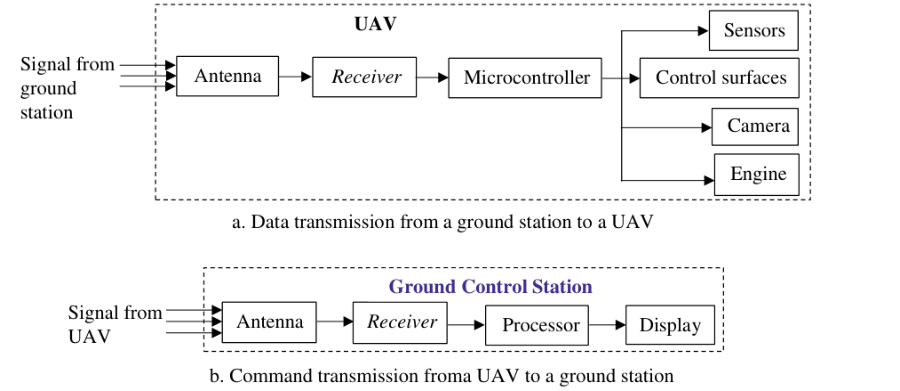 UAV
Sensors
Signal from
ground
station
Antenna
Receiver
Microcontroller
Control surfaces
Camera
Engine
a. Data transmission from a ground station to a UAV
Ground Control Station
Signal from
UAV
Antenna
Receiver
Processor
Display
b. Command transmission froma UAV to a ground station